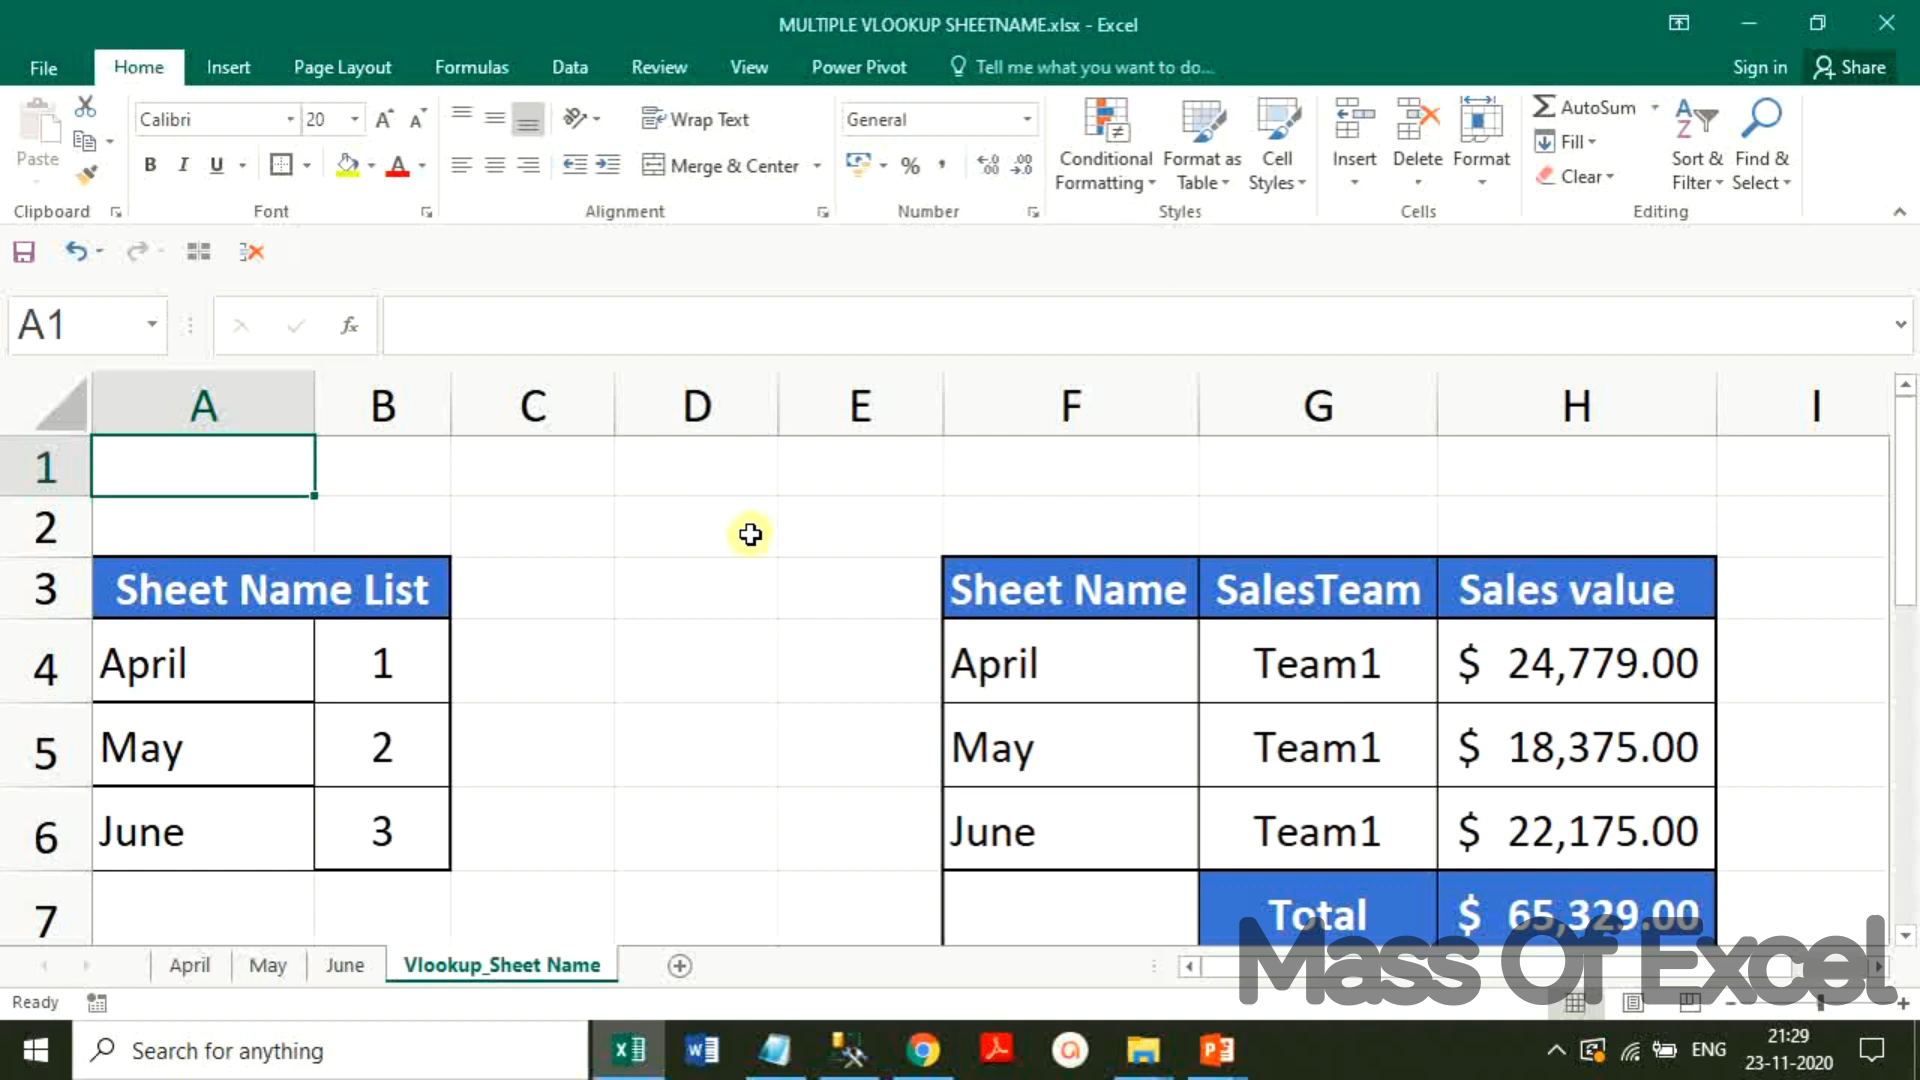 MULTIPLE VLOOKUP SHEETNAME.xlsx - Excel
File Home Insert Page Layout Formulas Data Review View Power Pivot Tell me what you want to do... Sign in Share
Paste
Clipboard
Calibri 20
B I U A
Font
Wrap Text
Merge & Center
Alignment
General
%
Number
Conditional Formatting
Format as Table
Cell Styles
Styles
Insert Delete Format
Cells
AutoSum
Fill
Clear
Sort & Filter
Find & Select
Editing
A1 fx
A B C D E F G H I
1
2
3 Sheet Name List Sheet Name SalesTeam Sales value
4 April 1 April Team1 $ 24,779.00
5 May 2 May Team1 $ 18,375.00
6 June 3 June Team1 $ 22,175.00
7 Total $ 65,329.00
Mass Of Excel
April May June Vlookup_Sheet Name
Ready
Search for anything
ENG
21:29
23-11-2020